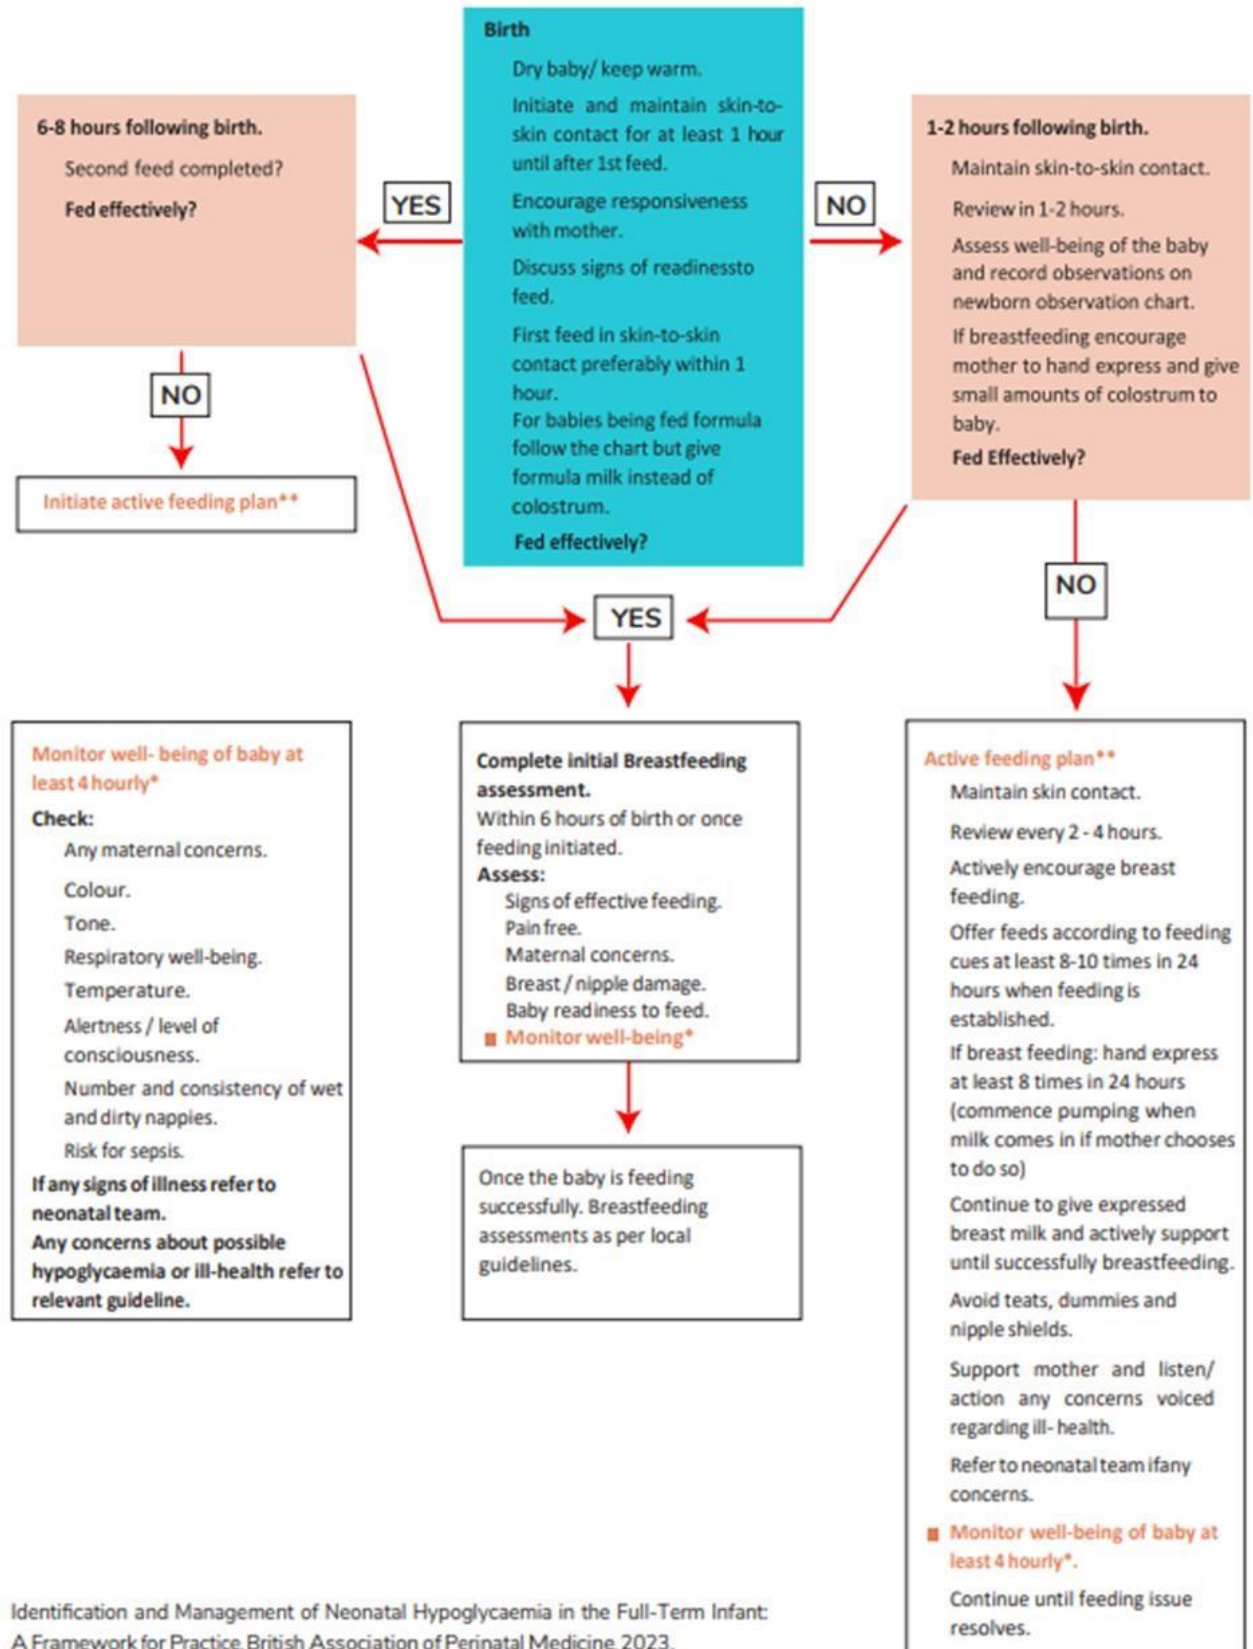 Birth
Dry baby/ keep warm.
Initiate and maintain skin-to-
skin contact for at least 1 hour
until after 1st feed.
Encourage responsiveness
with mother.
Discuss signs of readinessto
feed.
First feed in skin-to-skin
contact preferably within 1
hour.
For babies being fed formula
follow the chart but give
formula milk instead of
colostrum.
Fed effectively?
YES
6-8 hours following birth.
Second feed completed?
Fed effectively?
NO
Initiate active feeding plan**
NO
1-2 hours following birth.
Maintain skin-to-skin contact.
Review in 1-2 hours.
Assess well-being of the baby
and record observations on
newborn observation chart.
If breastfeeding encourage
mother to hand express and give
small amounts of colostrum to
baby.
Fed Effectively?
YES
NO
Monitor well- being of baby at
least 4 hourly*
Check:
Any maternal concerns.
Colour.
Tone.
Respiratory well-being.
Temperature.
Alertness / level of
consciousness.
Number and consistency of wet
and dirty nappies.
Risk for sepsis.
If any signs of illness refer to
neonatal team.
Any concerns about possible
hypoglycaemia or ill-health refer to
relevant guideline.
Complete initial Breastfeeding
assessment.
Within 6 hours of birth or once
feeding initiated.
Assess:
Signs of effective feeding.
Pain free.
Maternal concerns.
Breast / nipple damage.
Baby readiness to feed.
Monitor well-being*
Once the baby is feeding
successfully. Breastfeeding
assessments as per local
guidelines.
Active feeding plan**
Maintain skin contact.
Review every 2 - 4 hours.
Actively encourage breast
feeding.
Offer feeds according to feeding
cues at least 8-10 times in 24
hours when feeding is
established.
If breast feeding: hand express
at least 8 times in 24 hours
(commence pumping when
milk comes in if mother chooses
to do so)
Continue to give expressed
breast milk and actively support
until successfully breastfeeding.
Avoid teats, dummies and
nipple shields.
Support mother and listen/
action any concerns voiced
regarding ill- health.
Refer to neonatal team ifany
concerns.
Monitor well-being of baby at
least 4 hourly*.
Continue until feeding issue
resolves.
Identification and Management of Neonatal Hypoglycaemia in the Full-Term Infant:
A Framework for Practice. British Association of Perinatal Medicine. 2023.